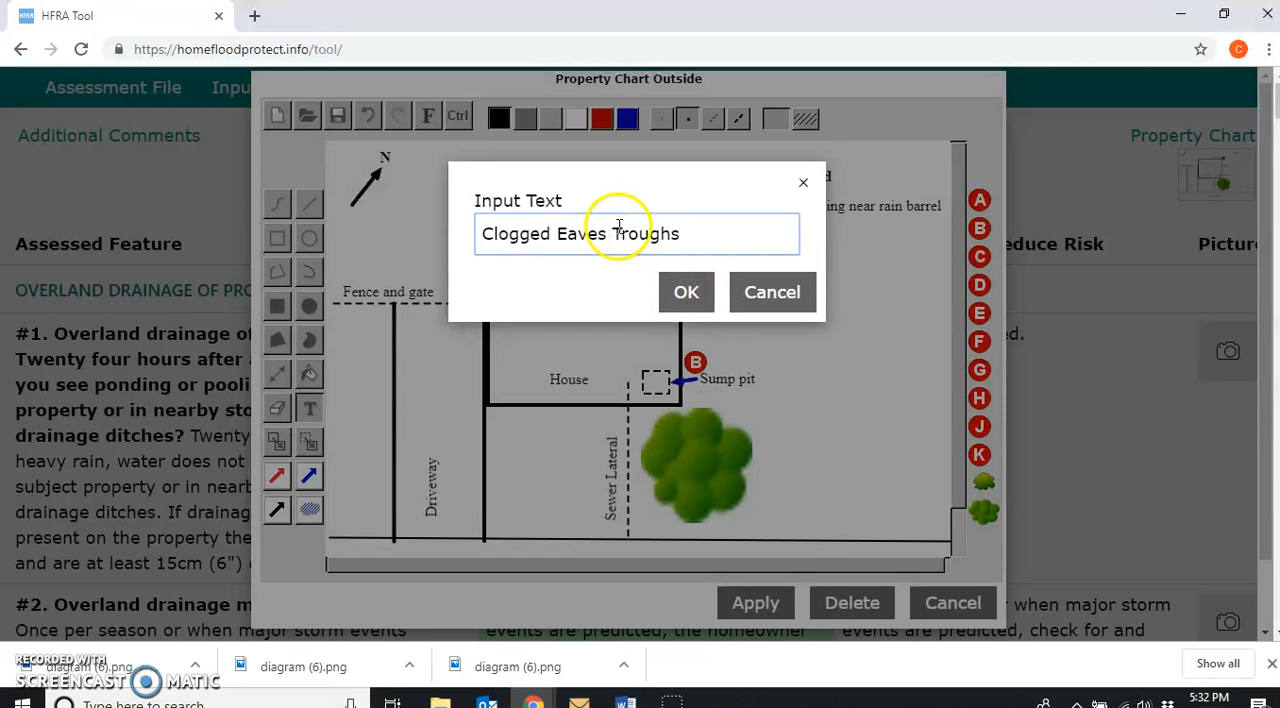 HFRA Tool
https://homefloodprotect.info/tool/
Property Chart Outside
Assessment File
Ctrl
F
Additional Comments
Property Chart
N
Input Text
Clogged Eaves Troughs
OK
Cancel
ing near rain barrel
Assessed Feature
educe Risk
Picture
OVERLAND DRAINAGE OF PRO
Fence and gate
#1. Overland drainage of
Twenty four hours after a
you see ponding or pooli
property or in nearby sto
drainage ditches? Twenty
heavy rain, water does not
subject property or in nearb
drainage ditches. If drainag
present on the property the
and are at least 15cm (6")
ed.
House
B
Sump pit
Sewer Lateral
Driveway
A
B
C
D
E
F
G
H
J
K
Apply
Delete
Cancel
#2. Overland drainage m
Once per season or when major storm
events are predicted, the homeowner
when major storm
events are predicted, check for and
RECORDED WITH
SCREENCAST MATIC
diagram (6).png
diagram (6).png
diagram (6).png
Show all
Type here to search
5:32 PM